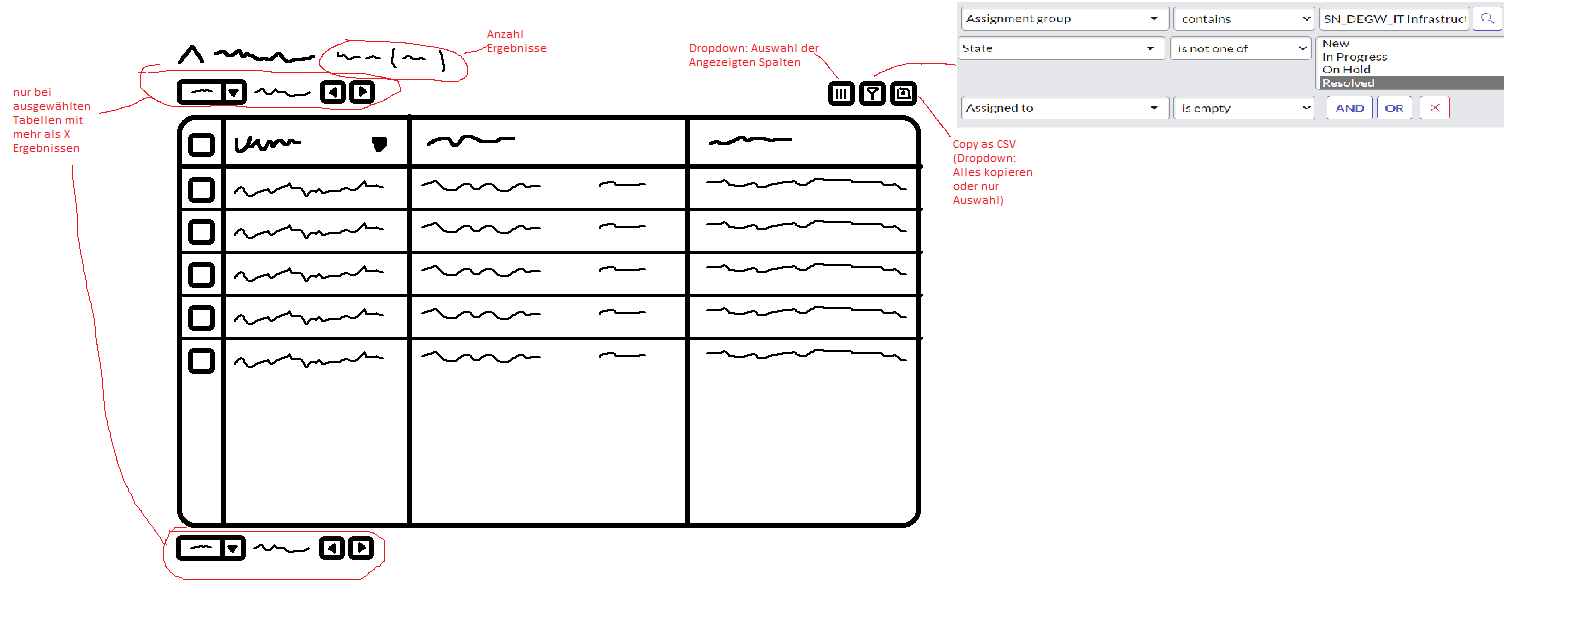 Anzahl
Ergebnisse
Dropdown: Auswahl der
Angezeigten Spalten
Assignment group
contains
SN_DEGW_IT Infrastruc
State
is not one of
New
In Progress
On Hold
Resolved
Assigned to
is empty
AND
OR
nur bei
ausgewählten
Tabellen mit
mehr als X
Ergebnissen
Copy as CSV
(Dropdown:
Alles kopieren
oder nur
Auswahl)